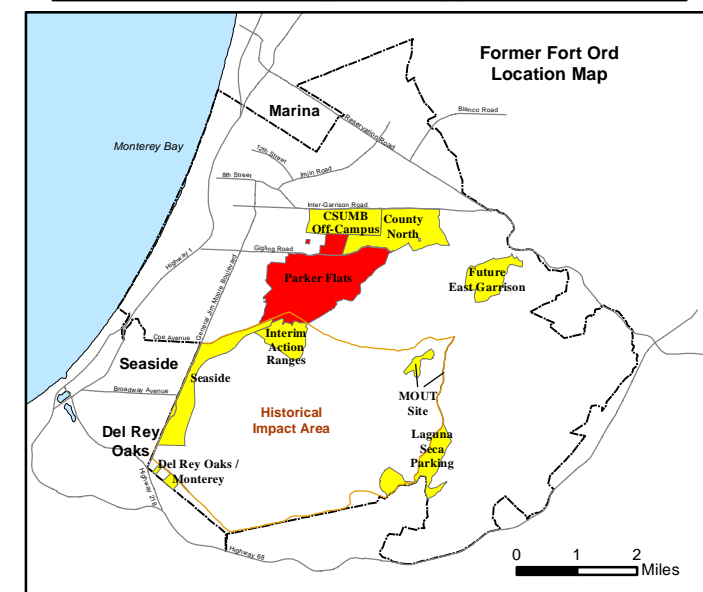 Former Fort Ord
Location Map
Marina
Blanco Road
Reservation Road
Monterey Bay
12th Street
Imjin Road
8th Street
Inter-Garrison Road
CSUMB
Off-Campus
County
North
Gigling Road
Highway 1
General Jim Moore Boulevard
Parker Flats
Future
East Garrison
Coe Avenue
Interim
Action
Ranges
Seaside
Seaside
Broadway Avenue
MOUT
Site
Historical
Impact Area
Del Rey
Oaks
Laguna
Seca
Parking
Del Rey Oaks /
Monterey
Highway 218
Highway 68
0 1 2
Miles